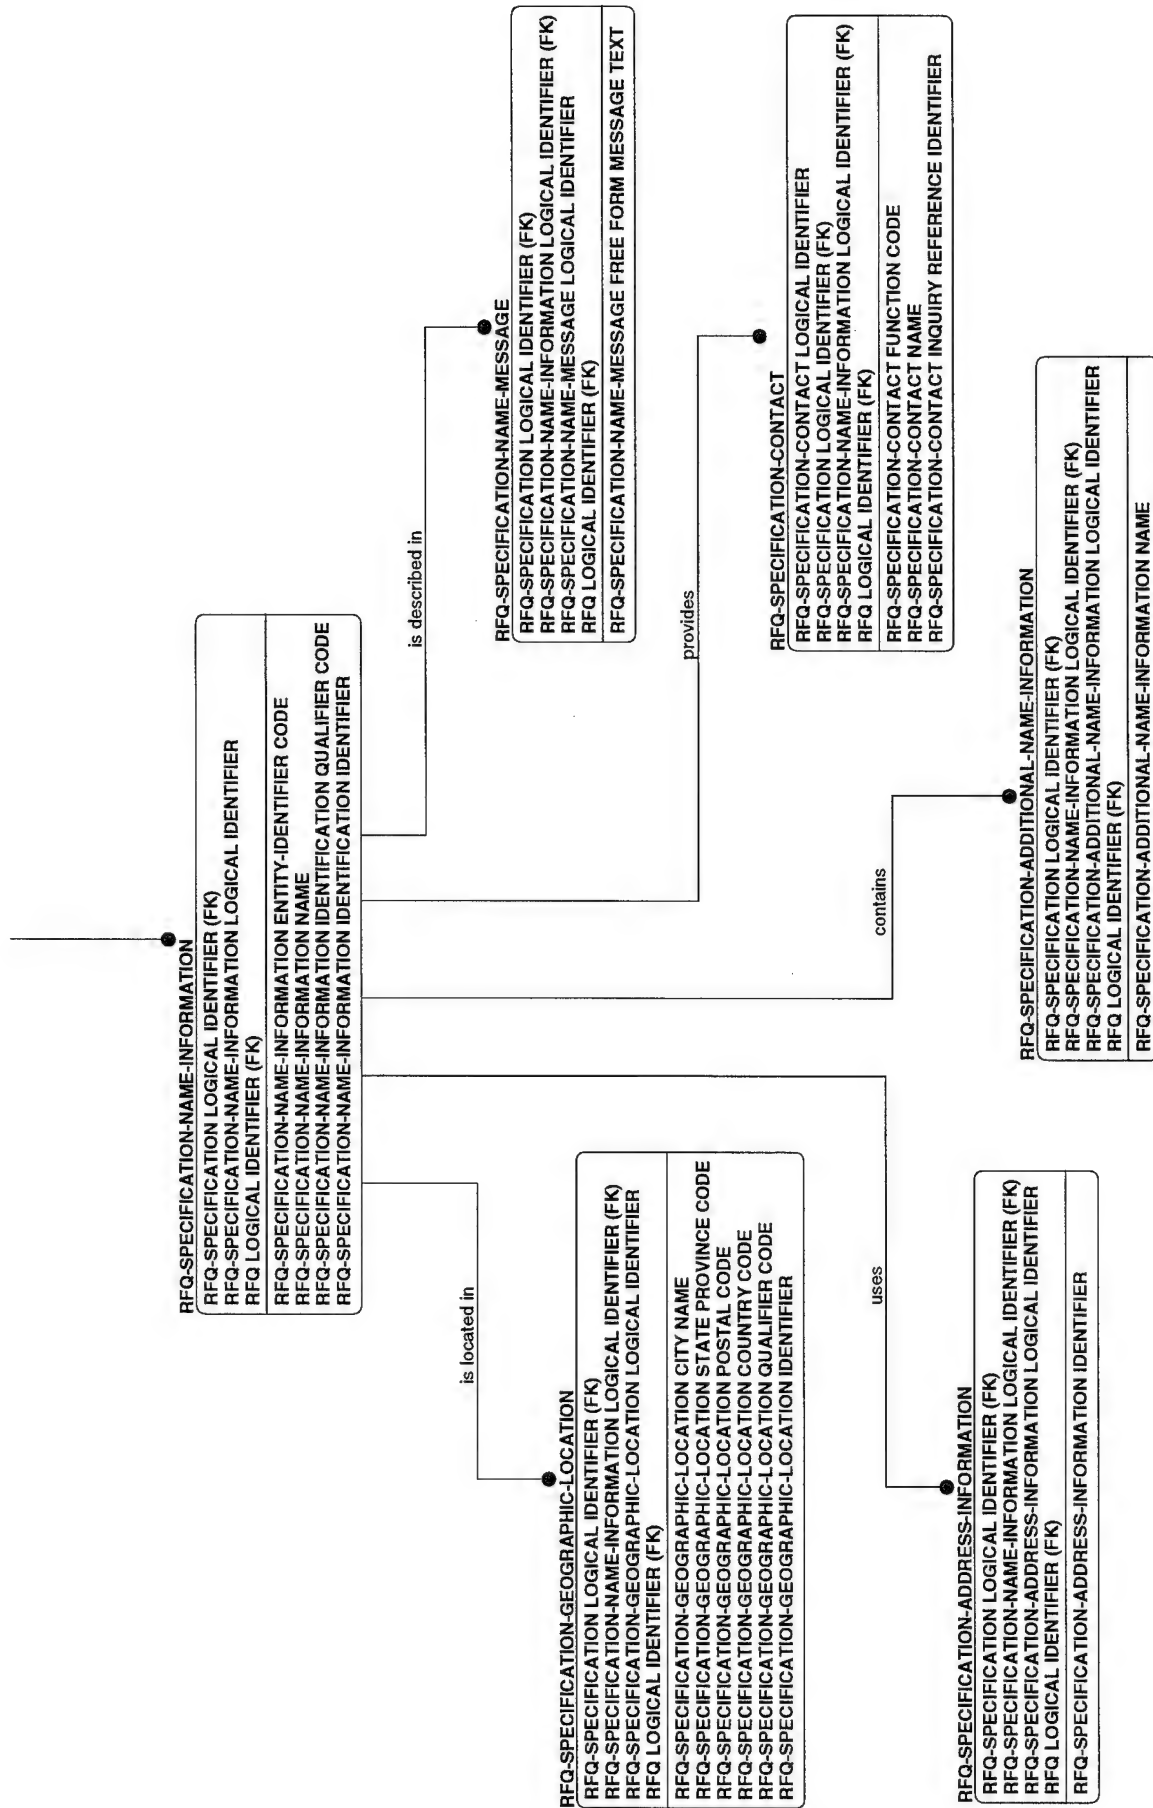 RFQ-SPECIFICATION-NAME-INFORMATION
RFQ-SPECIFICATION LOGICAL IDENTIFIER (FK)
RFQ-SPECIFICATION-NAME-INFORMATION LOGICAL IDENTIFIER
RFQ LOGICAL IDENTIFIER (FK)
RFQ-SPECIFICATION-NAME-INFORMATION ENTITY-IDENTIFIER CODE
RFQ-SPECIFICATION-NAME-INFORMATION NAME
RFQ-SPECIFICATION-NAME-INFORMATION IDENTIFICATION QUALIFIER CODE
RFQ-SPECIFICATION-NAME-INFORMATION IDENTIFICATION IDENTIFIER
is located in
is described in
RFQ-SPECIFICATION-GEOGRAPHIC-LOCATION
RFQ-SPECIFICATION LOGICAL IDENTIFIER (FK)
RFQ-SPECIFICATION-NAME-INFORMATION LOGICAL IDENTIFIER (FK)
RFQ-SPECIFICATION-GEOGRAPHIC-LOCATION LOGICAL IDENTIFIER
RFQ LOGICAL IDENTIFIER (FK)
RFQ-SPECIFICATION-GEOGRAPHIC-LOCATION CITY NAME
RFQ-SPECIFICATION-GEOGRAPHIC-LOCATION STATE PROVINCE CODE
RFQ-SPECIFICATION-GEOGRAPHIC-LOCATION POSTAL CODE
RFQ-SPECIFICATION-GEOGRAPHIC-LOCATION COUNTRY CODE
RFQ-SPECIFICATION-GEOGRAPHIC-LOCATION QUALIFIER CODE
RFQ-SPECIFICATION-GEOGRAPHIC-LOCATION IDENTIFIER
RFQ-SPECIFICATION-NAME-MESSAGE
RFQ-SPECIFICATION LOGICAL IDENTIFIER (FK)
RFQ-SPECIFICATION-NAME-INFORMATION LOGICAL IDENTIFIER (FK)
RFQ-SPECIFICATION-NAME-MESSAGE LOGICAL IDENTIFIER
RFQ LOGICAL IDENTIFIER (FK)
RFQ-SPECIFICATION-NAME-MESSAGE FREE FORM MESSAGE TEXT
uses
contains
provides
RFQ-SPECIFICATION-CONTACT
RFQ-SPECIFICATION-CONTACT LOGICAL IDENTIFIER
RFQ-SPECIFICATION LOGICAL IDENTIFIER (FK)
RFQ-SPECIFICATION-NAME-INFORMATION LOGICAL IDENTIFIER (FK)
RFQ LOGICAL IDENTIFIER (FK)
RFQ-SPECIFICATION-CONTACT FUNCTION CODE
RFQ-SPECIFICATION-CONTACT NAME
RFQ-SPECIFICATION-CONTACT INQUIRY REFERENCE IDENTIFIER
RFQ-SPECIFICATION-ADDRESS-INFORMATION
RFQ-SPECIFICATION LOGICAL IDENTIFIER (FK)
RFQ-SPECIFICATION-NAME-INFORMATION LOGICAL IDENTIFIER (FK)
RFQ-SPECIFICATION-ADDRESS-INFORMATION LOGICAL IDENTIFIER
RFQ LOGICAL IDENTIFIER (FK)
RFQ-SPECIFICATION-ADDRESS-INFORMATION IDENTIFIER
RFQ-SPECIFICATION-ADDITIONAL-NAME-INFORMATION
RFQ-SPECIFICATION LOGICAL IDENTIFIER (FK)
RFQ-SPECIFICATION-NAME-INFORMATION LOGICAL IDENTIFIER (FK)
RFQ-SPECIFICATION-ADDITIONAL-NAME-INFORMATION LOGICAL IDENTIFIER
RFQ LOGICAL IDENTIFIER (FK)
RFQ-SPECIFICATION-ADDITIONAL-NAME-INFORMATION NAME